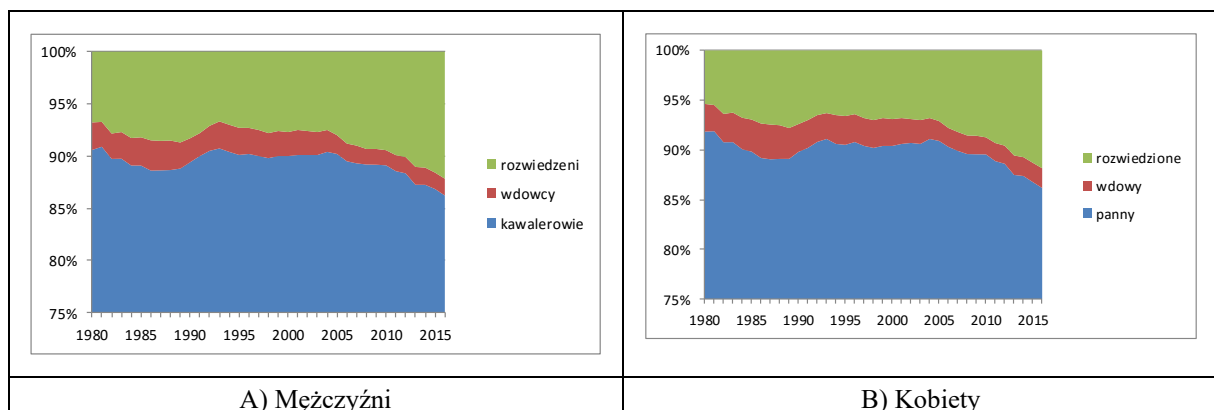 100%
95%
90%
85%
80%
75%
1980 1985 1990 1995 2000 2005 2010 2015
rozwiedzeni
wdowcy
kawalerowie
A) Mężczyźni
100%
95%
90%
85%
80%
75%
1980 1985 1990 1995 2000 2005 2010 2015
rozwiedzione
wdowy
panny
B) Kobiety